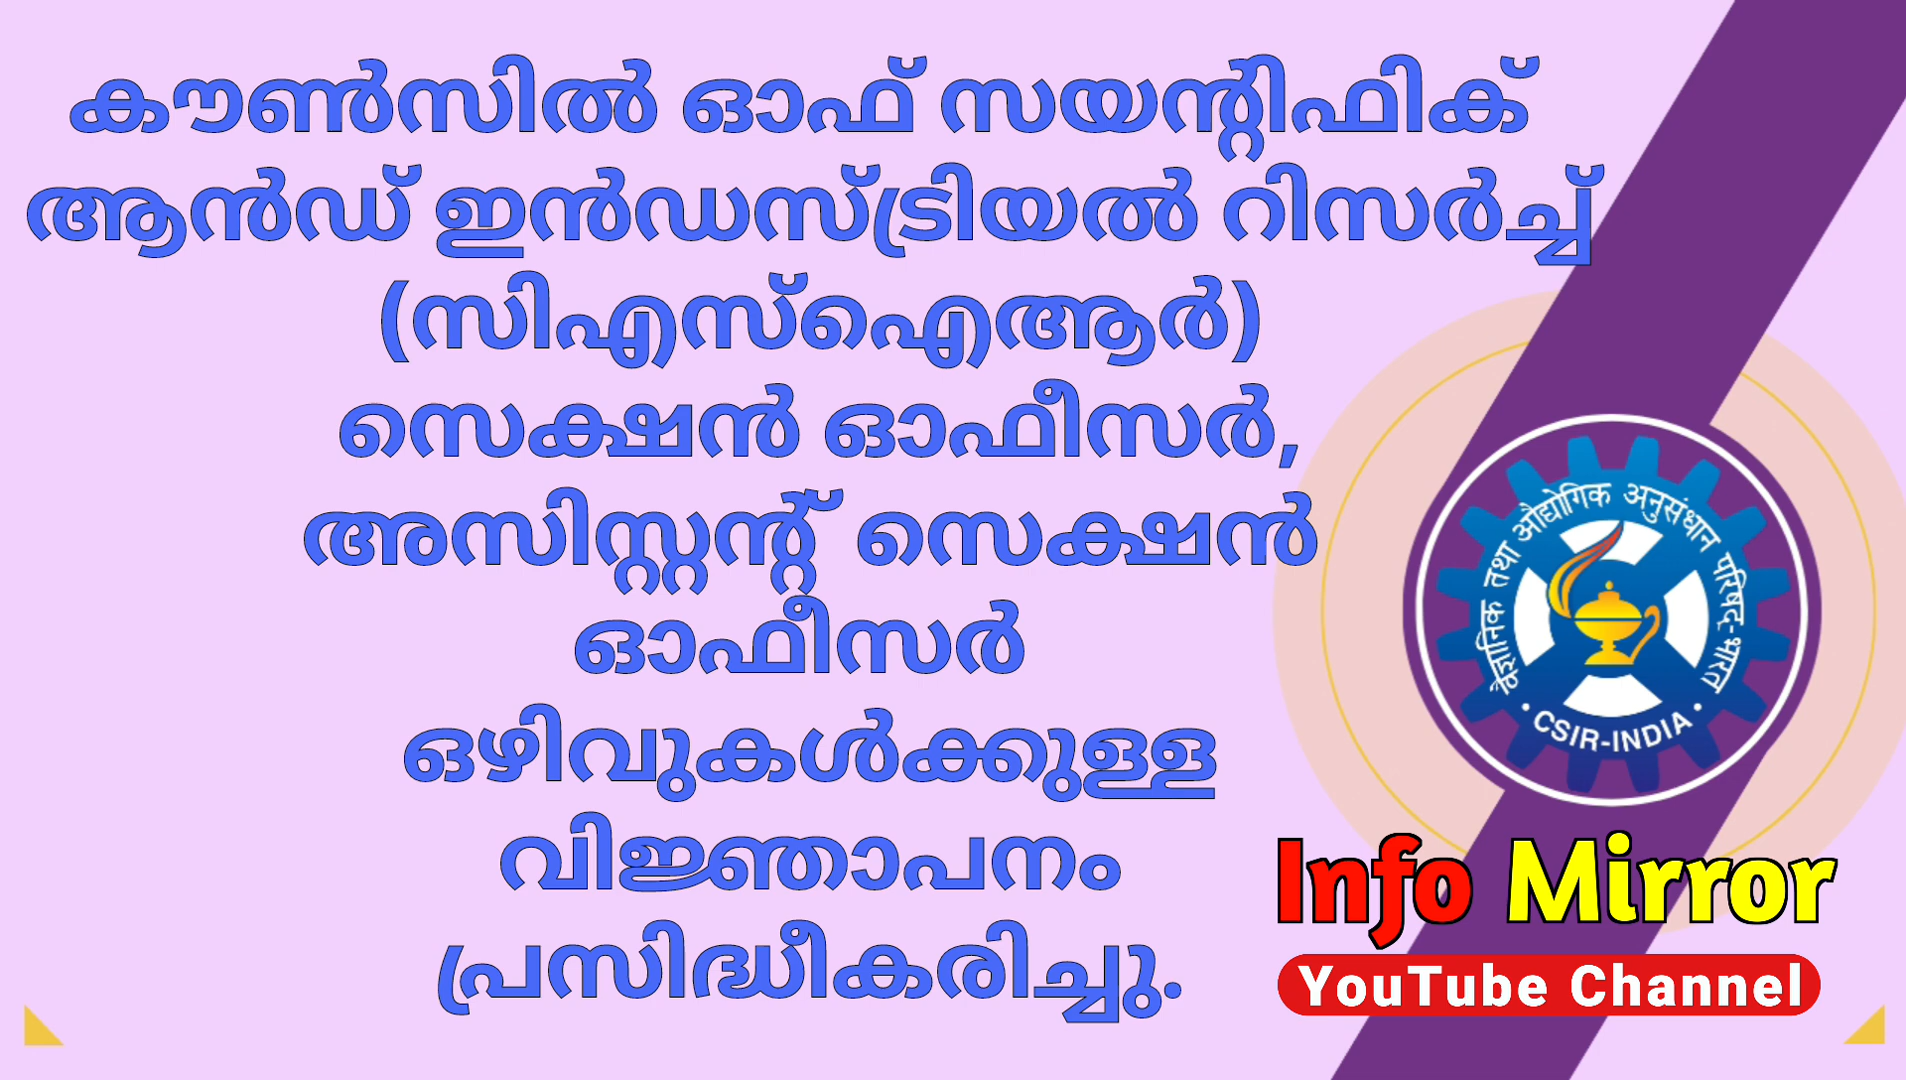 കൗൺസിൽ ഓഫ് സയന്റിഫിക്
ആൻഡ് ഇൻഡസ്ട്രിയൽ റിസർച്ച്
(സിഎസ്ഐആർ)
സെക്ഷൻ ഓഫീസർ,
അസിസ്റ്റന്റ് സെക്ഷൻ
ഓഫീസർ
ഒഴിവുകൾക്കുള്ള
വിജ്ഞാപനം
പ്രസിദ്ധീകരിച്ചു.
वैज्ञानिक तथा औद्योगिक अनुसंधान परिषद्-भारत
• CSIR-INDIA •
Info Mirror
YouTube Channel